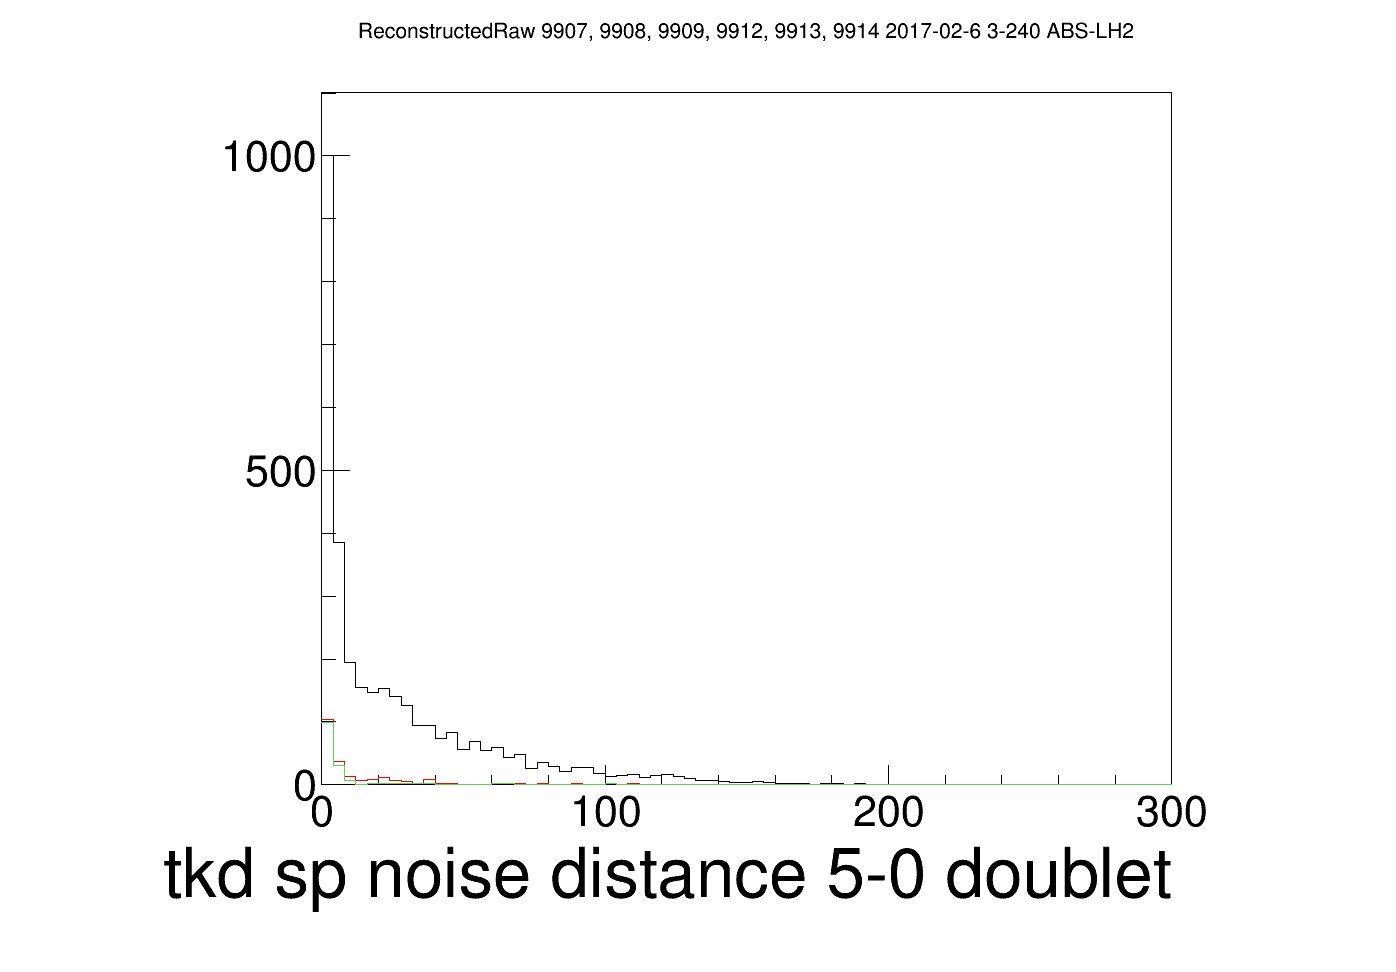 ReconstructedRaw 9907, 9908, 9909, 9912, 9913, 9914 2017-02-6 3-240 ABS-LH2
1000
500
0
0 100 200 300
tkd sp noise distance 5-0 doublet